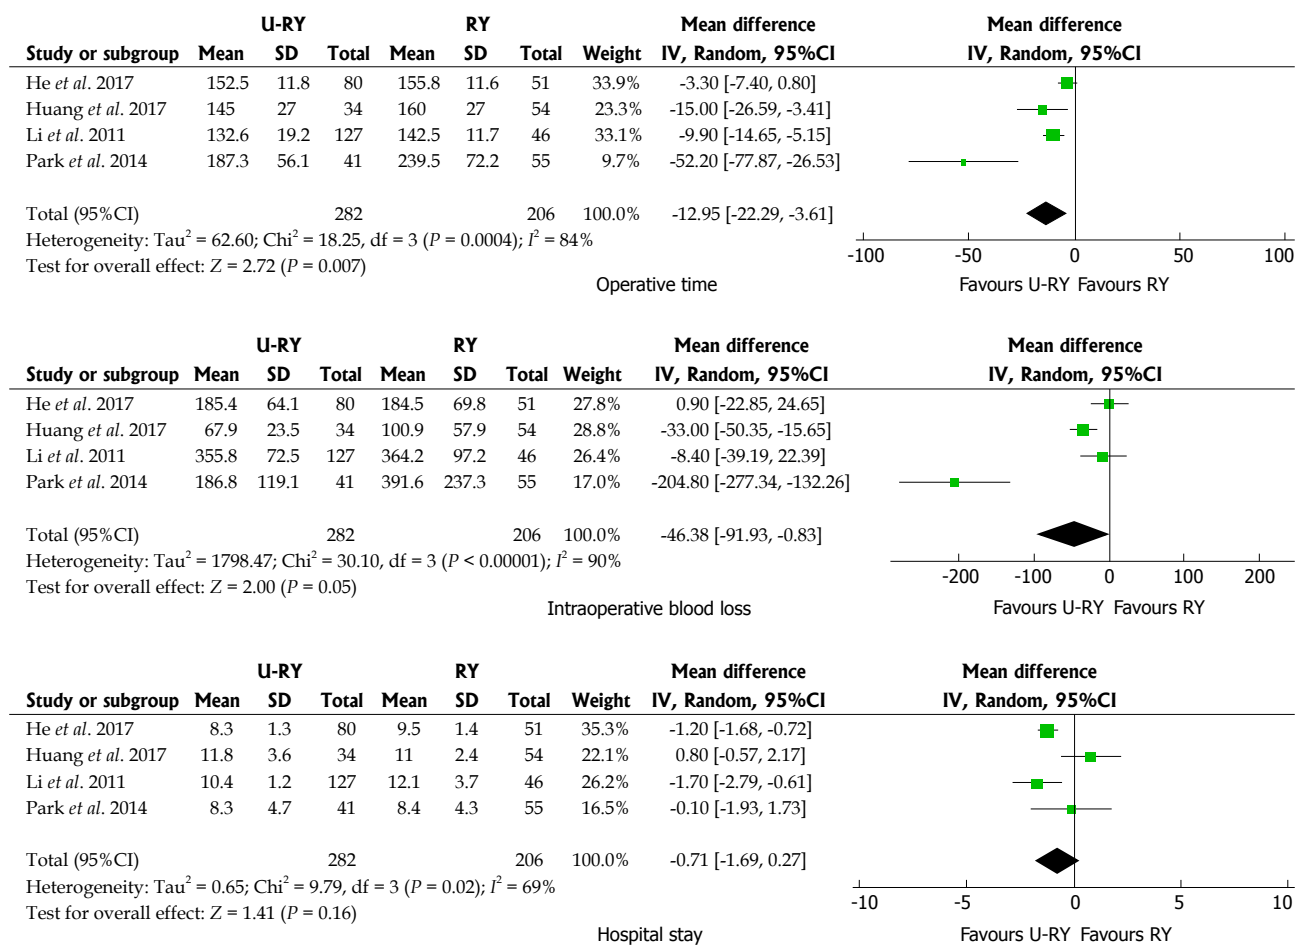 U-RY RY Mean difference Mean difference
Study or subgroup Mean SD Total Mean SD Total Weight IV, Random, 95%CI IV, Random, 95%CI
He et al. 2017 152.5 11.8 80 155.8 11.6 51 33.9% -3.30 [-7.40, 0.80]
Huang et al. 2017 145 27 34 160 27 54 23.3% -15.00 [-26.59, -3.41]
Li et al. 2011 132.6 19.2 127 142.5 11.7 46 33.1% -9.90 [-14.65, -5.15]
Park et al. 2014 187.3 56.1 41 239.5 72.2 55 9.7% -52.20 [-77.87, -26.53]
Total (95%CI) 282 206 100.0% -12.95 [-22.29, -3.61]
Heterogeneity: Tau² = 62.60; Chi² = 18.25, df = 3 (P = 0.0004); I² = 84%
-100 -50 0 50 100
Test for overall effect: Z = 2.72 (P = 0.007)
Operative time Favours U-RY Favours RY
U-RY RY Mean difference Mean difference
Study or subgroup Mean SD Total Mean SD Total Weight IV, Random, 95%CI IV, Random, 95%CI
He et al. 2017 185.4 64.1 80 184.5 69.8 51 27.8% 0.90 [-22.85, 24.65]
Huang et al. 2017 67.9 23.5 34 100.9 57.9 54 28.8% -33.00 [-50.35, -15.65]
Li et al. 2011 355.8 72.5 127 364.2 97.2 46 26.4% -8.40 [-39.19, 22.39]
Park et al. 2014 186.8 119.1 41 391.6 237.3 55 17.0% -204.80 [-277.34, -132.26]
Total (95%CI) 282 206 100.0% -46.38 [-91.93, -0.83]
Heterogeneity: Tau² = 1798.47; Chi² = 30.10, df = 3 (P < 0.00001); I² = 90%
-200 -100 0 100 200
Test for overall effect: Z = 2.00 (P = 0.05)
Intraoperative blood loss Favours U-RY Favours RY
U-RY RY Mean difference Mean difference
Study or subgroup Mean SD Total Mean SD Total Weight IV, Random, 95%CI IV, Random, 95%CI
He et al. 2017 8.3 1.3 80 9.5 1.4 51 35.3% -1.20 [-1.68, -0.72]
Huang et al. 2017 11.8 3.6 34 11 2.4 54 22.1% 0.80 [-0.57, 2.17]
Li et al. 2011 10.4 1.2 127 12.1 3.7 46 26.2% -1.70 [-2.79, -0.61]
Park et al. 2014 8.3 4.7 41 8.4 4.3 55 16.5% -0.10 [-1.93, 1.73]
Total (95%CI) 282 206 100.0% -0.71 [-1.69, 0.27]
Heterogeneity: Tau² = 0.65; Chi² = 9.79, df = 3 (P = 0.02); I² = 69%
-10 -5 0 5 10
Test for overall effect: Z = 1.41 (P = 0.16)
Hospital stay Favours U-RY Favours RY